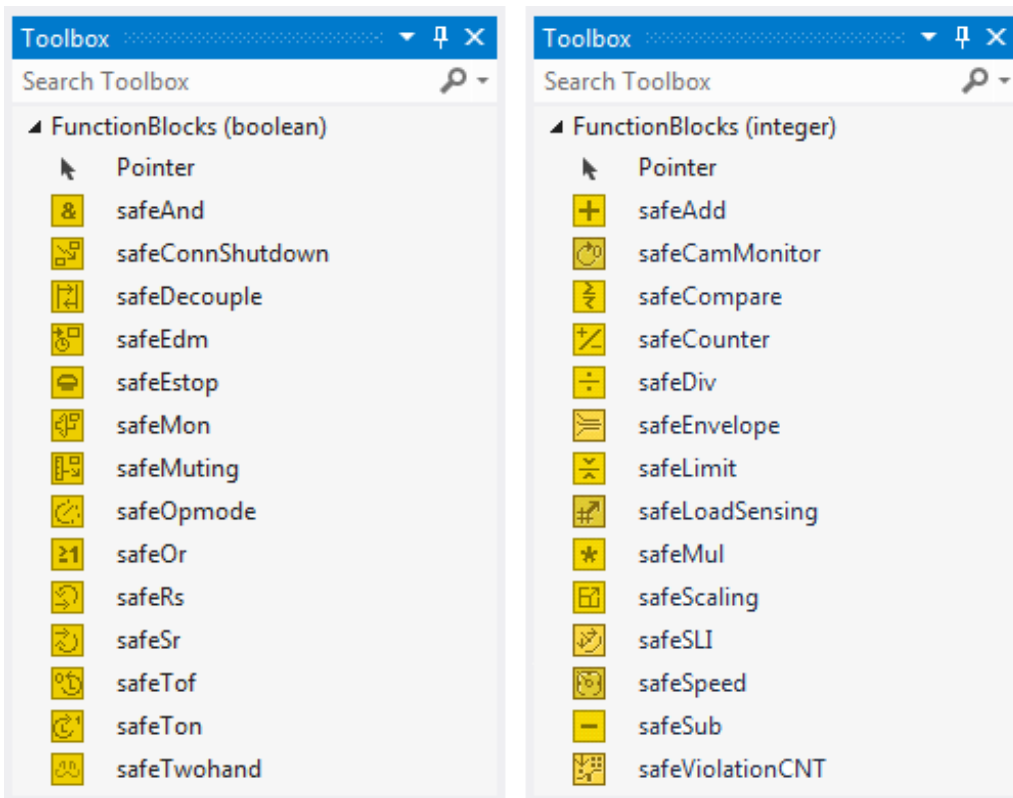 Toolbox
Search Toolbox
FunctionBlocks (boolean)
Pointer
& safeAnd
safeConnShutdown
safeDecouple
safeEdm
safeEstop
safeMon
safeMuting
safeOpmode
≥1 safeOr
safeRs
safeSr
safeTof
safeTon
safeTwohand
Toolbox
Search Toolbox
FunctionBlocks (integer)
Pointer
+ safeAdd
safeCamMonitor
safeCompare
+/− safeCounter
÷ safeDiv
safeEnvelope
safeLimit
safeLoadSensing
* safeMul
safeScaling
safeSLI
safeSpeed
− safeSub
safeViolationCNT